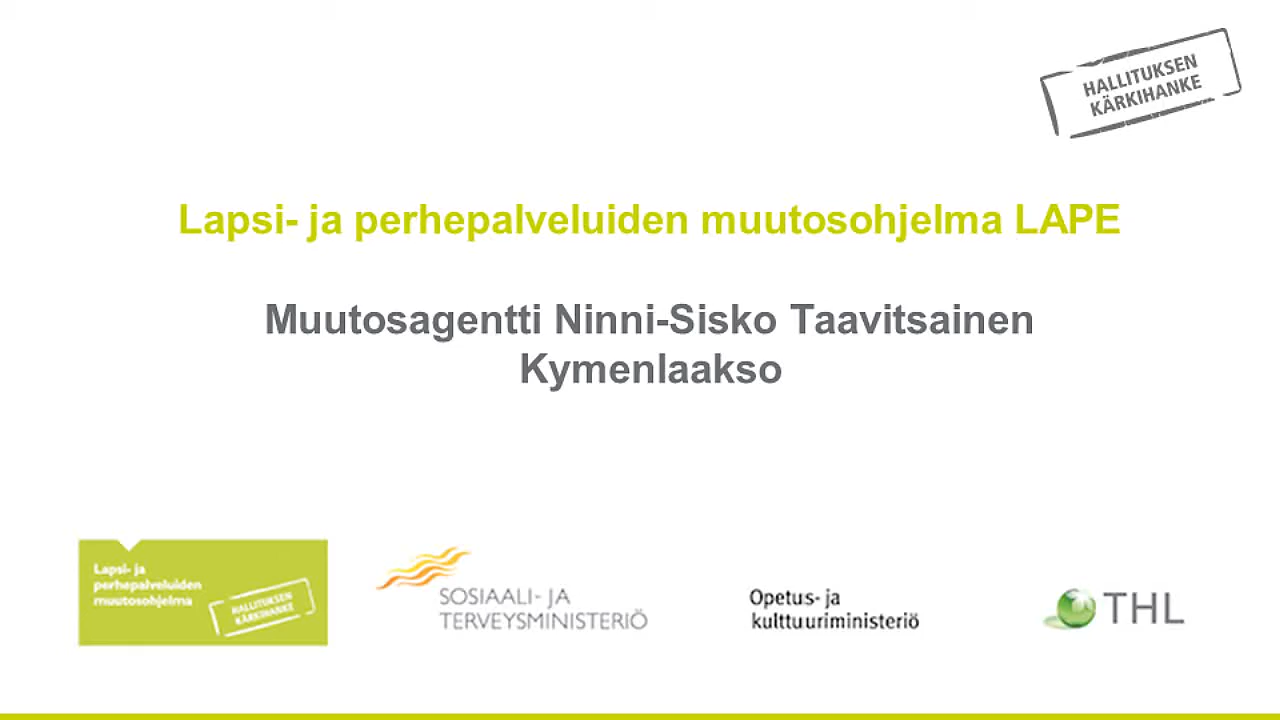 HALLITUKSEN
KÄRKIHANKE
Lapsi- ja perhepalveluiden muutosohjelma LAPE
Muutosagentti Ninni-Sisko Taavitsainen
Kymenlaakso
Lapsi- ja
perhepalveluiden
muutosohjelma
HALLITUKSEN
KÄRKIHANKE
SOSIAALI- JA
TERVEYSMINISTERIÖ
Opetus- ja
kulttuuriministeriö
THL